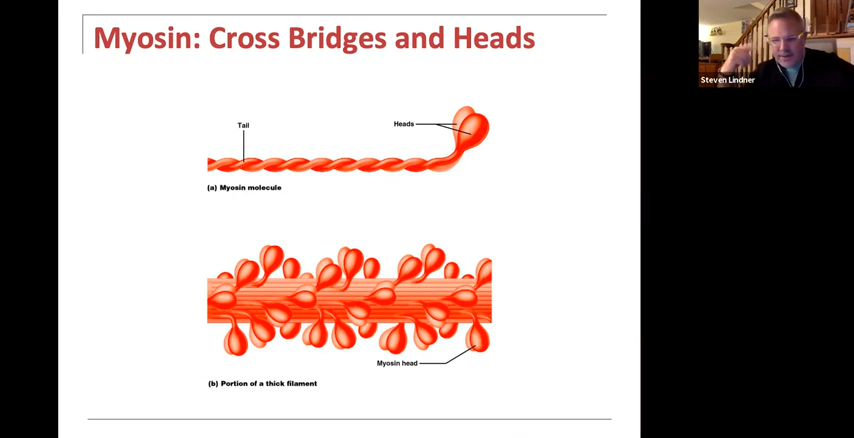 Myosin: Cross Bridges and Heads
Steven Lindner
Tail
Heads
(a) Myosin molecule
Myosin head
(b) Portion of a thick filament